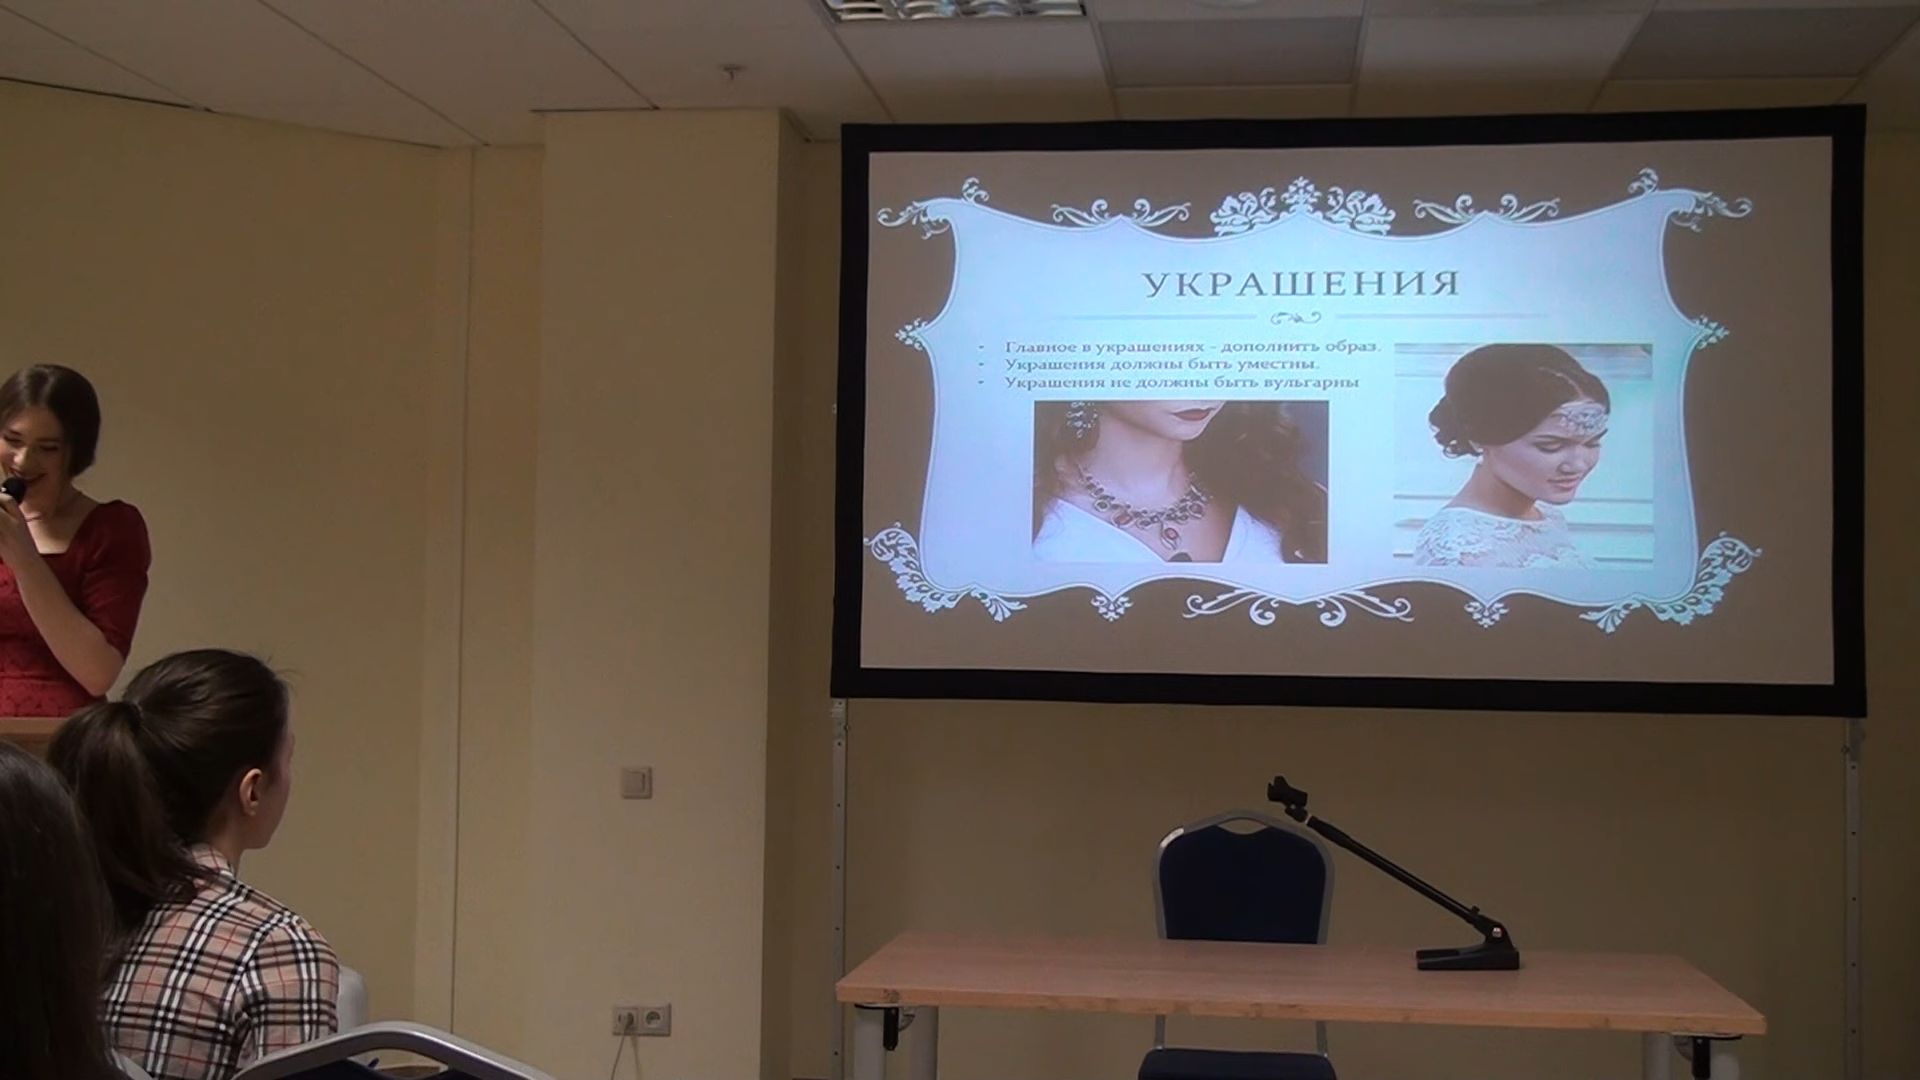 УКРАШЕНИЯ
- Главное в украшениях - дополнить образ.
- Украшения должны быть уместны.
- Украшения не должны быть вульгарны